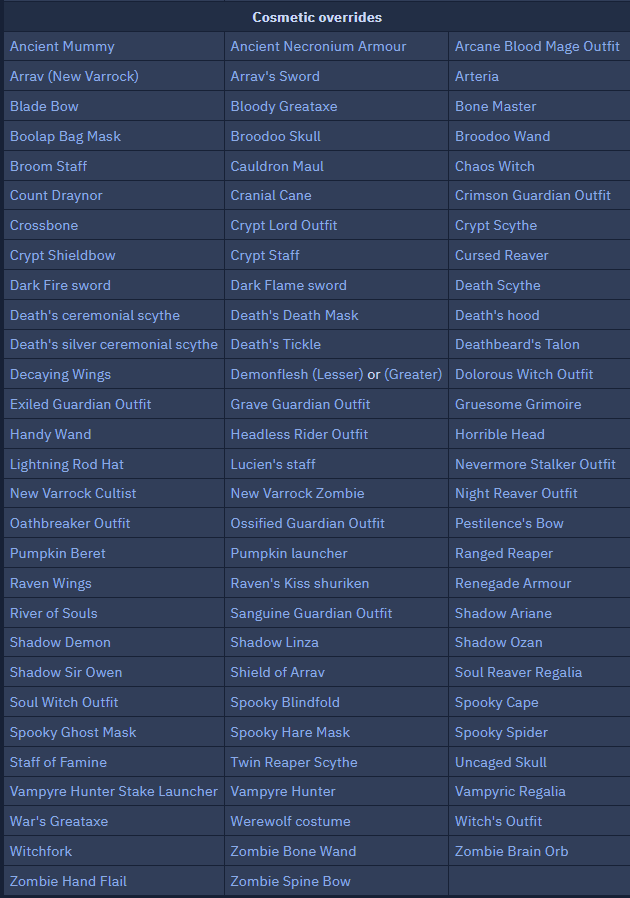 Cosmetic overrides
Ancient Mummy Ancient Necronium Armour Arcane Blood Mage Outfit
Arrav (New Varrock) Arrav's Sword Arteria
Blade Bow Bloody Greataxe Bone Master
Boolap Bag Mask Broodoo Skull Broodoo Wand
Broom Staff Cauldron Maul Chaos Witch
Count Draynor Cranial Cane Crimson Guardian Outfit
Crossbone Crypt Lord Outfit Crypt Scythe
Crypt Shieldbow Crypt Staff Cursed Reaver
Dark Fire sword Dark Flame sword Death Scythe
Death's ceremonial scythe Death's Death Mask Death's hood
Death's silver ceremonial scythe Death's Tickle Deathbeard's Talon
Decaying Wings Demonflesh (Lesser) or (Greater) Dolorous Witch Outfit
Exiled Guardian Outfit Grave Guardian Outfit Gruesome Grimoire
Handy Wand Headless Rider Outfit Horrible Head
Lightning Rod Hat Lucien's staff Nevermore Stalker Outfit
New Varrock Cultist New Varrock Zombie Night Reaver Outfit
Oathbreaker Outfit Ossified Guardian Outfit Pestilence's Bow
Pumpkin Beret Pumpkin launcher Ranged Reaper
Raven Wings Raven's Kiss shuriken Renegade Armour
River of Souls Sanguine Guardian Outfit Shadow Ariane
Shadow Demon Shadow Linza Shadow Ozan
Shadow Sir Owen Shield of Arrav Soul Reaver Regalia
Soul Witch Outfit Spooky Blindfold Spooky Cape
Spooky Ghost Mask Spooky Hare Mask Spooky Spider
Staff of Famine Twin Reaper Scythe Uncaged Skull
Vampyre Hunter Stake Launcher Vampyre Hunter Vampyric Regalia
War's Greataxe Werewolf costume Witch's Outfit
Witchfork Zombie Bone Wand Zombie Brain Orb
Zombie Hand Flail Zombie Spine Bow